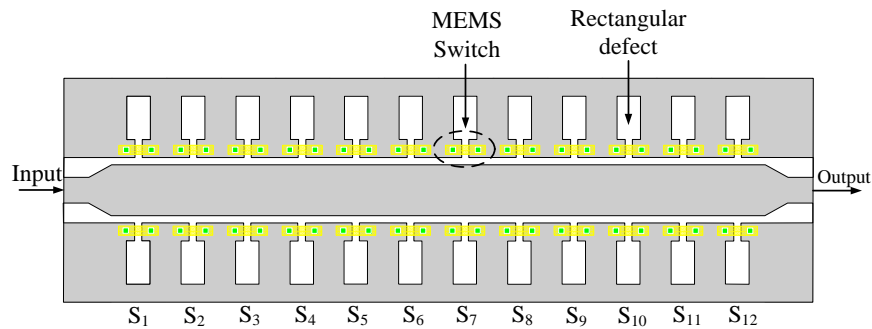 MEMS
Switch
Rectangular
defect
Input
Output
S₁ S₂ S₃ S₄ S₅ S₆ S₇ S₈ S₉ S₁₀ S₁₁ S₁₂